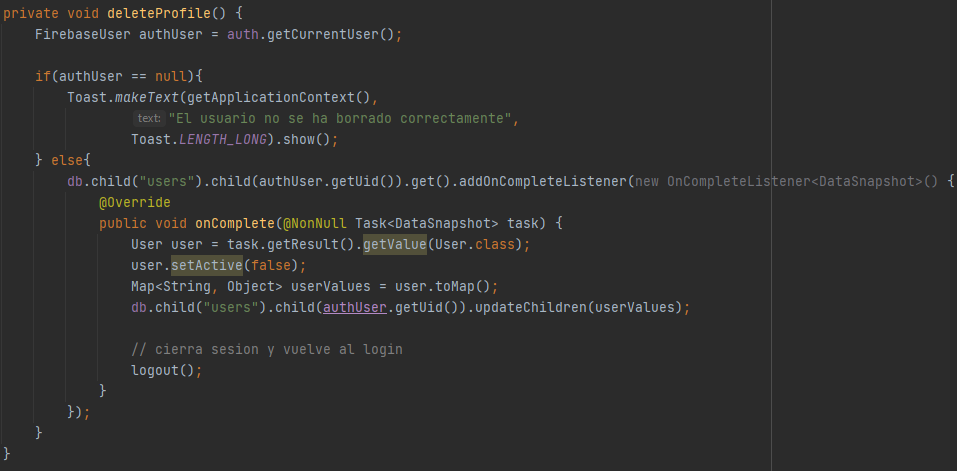 private void deleteProfile() {
    FirebaseUser authUser = auth.getCurrentUser();

    if(authUser == null){
        Toast.makeText(getApplicationContext(),
                text: "El usuario no se ha borrado correctamente",
                Toast.LENGTH_LONG).show();
    } else{
        db.child("users").child(authUser.getUid()).get().addOnCompleteListener(new OnCompleteListener<DataSnapshot>() {
            @Override
            public void onComplete(@NonNull Task<DataSnapshot> task) {
                User user = task.getResult().getValue(User.class);
                user.setActive(false);
                Map<String, Object> userValues = user.toMap();
                db.child("users").child(authUser.getUid()).updateChildren(userValues);

                // cierra sesion y vuelve al login
                logout();
            }
        });
    }
}